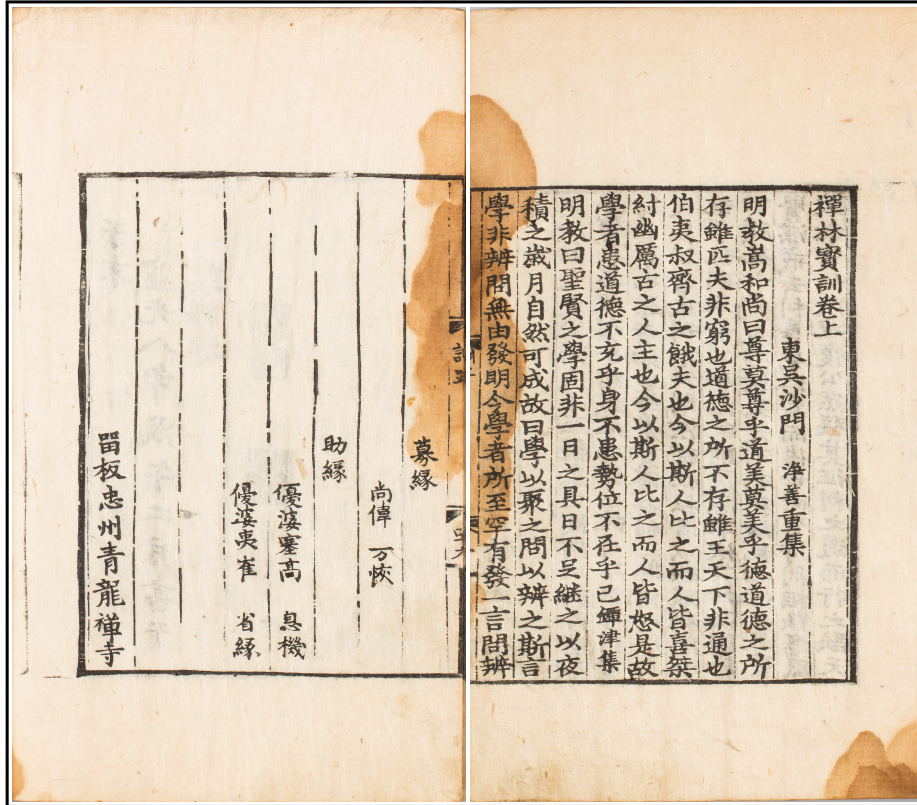 禪林寶訓卷上
東吳沙門 淨善重集
明教嵩和尚曰尊莫尊乎道美莫美乎德道德之所
存雖匹夫非窮也道德之所不存雖王天下非通也
伯夷叔齊古之餓夫也今以斯人比之而人皆喜桀
紂幽厲古之人主也今以斯人比之而人皆怒是故
學者患道德不充乎身不患勢位不在乎己鐔津集
明教曰聖賢之學固非一日之具日不足繼之以夜
積之歲月自然可成故曰學以聚之問以辨之斯言
學非辨問無由發明今學者所至罕有發一言問辨
募緣
尚偉 万恢
助緣
優婆塞高 息機
優婆夷崔 省緣
畱板忠州青龍禪寺